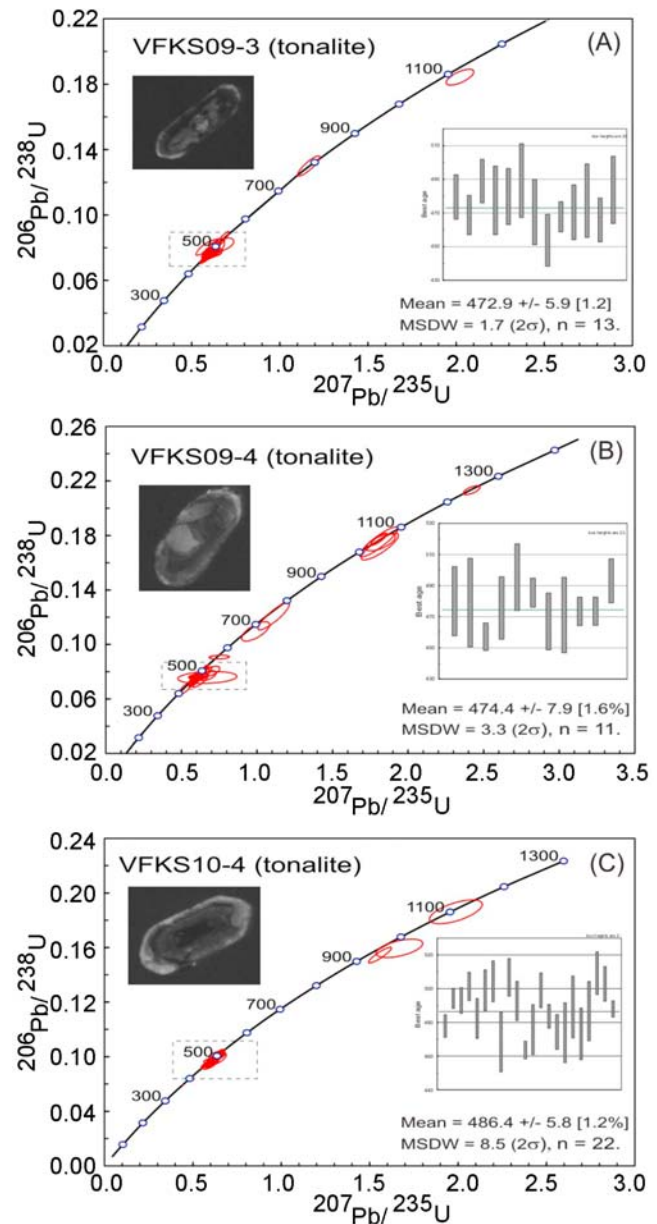 VFKS09-3 (tonalite)
(A)
0.22
0.18
0.14
0.10
0.06
0.02
206Pb/238U
300
500
700
900
1100
Best age
Mean = 472.9 +/- 5.9 [1.2]
MSDW = 1.7 (2σ), n = 13.
0.0 0.5 1.0 1.5 2.0 2.5 3.0
207Pb/235U
VFKS09-4 (tonalite)
(B)
0.26
0.22
0.18
0.14
0.10
0.06
0.02
206Pb/238U
300
500
700
900
1100
1300
Best age
Mean = 474.4 +/- 7.9 [1.6%]
MSDW = 3.3 (2σ), n = 11.
0.0 0.5 1.0 1.5 2.0 2.5 3.0 3.5
207Pb/235U
VFKS10-4 (tonalite)
(C)
0.24
0.20
0.16
0.12
0.08
0.04
0.00
206Pb/238U
300
500
700
900
1100
1300
Best age
Mean = 486.4 +/- 5.8 [1.2%]
MSDW = 8.5 (2σ), n = 22.
0.0 0.5 1.0 1.5 2.0 2.5 3.0
207Pb/235U